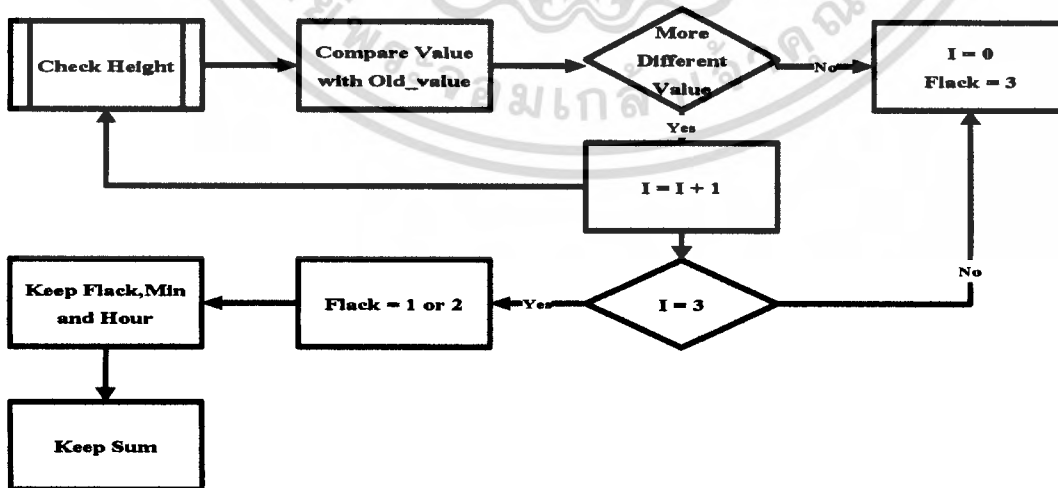 Check Height
Compare Value
with Old_value
More
Different
Value
No
I = 0
Flack = 3
Yes
I = I + 1
No
Keep Flack,Min
and Hour
Flack = 1 or 2
Yes
I = 3
Keep Sum